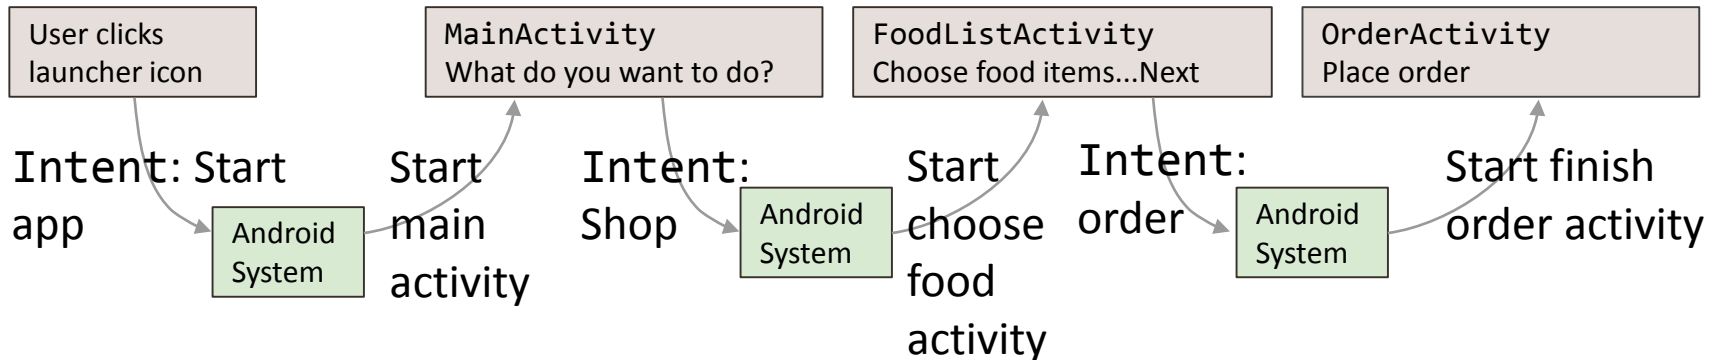 User clicks
launcher icon
MainActivity
What do you want to do?
FoodListActivity
Choose food items...Next
OrderActivity
Place order
Intent: Start
app
Android
System
Start
main
activity
Intent:
Shop
Android
System
Start
choose
food
activity
Intent:
order
Android
System
Start finish
order activity